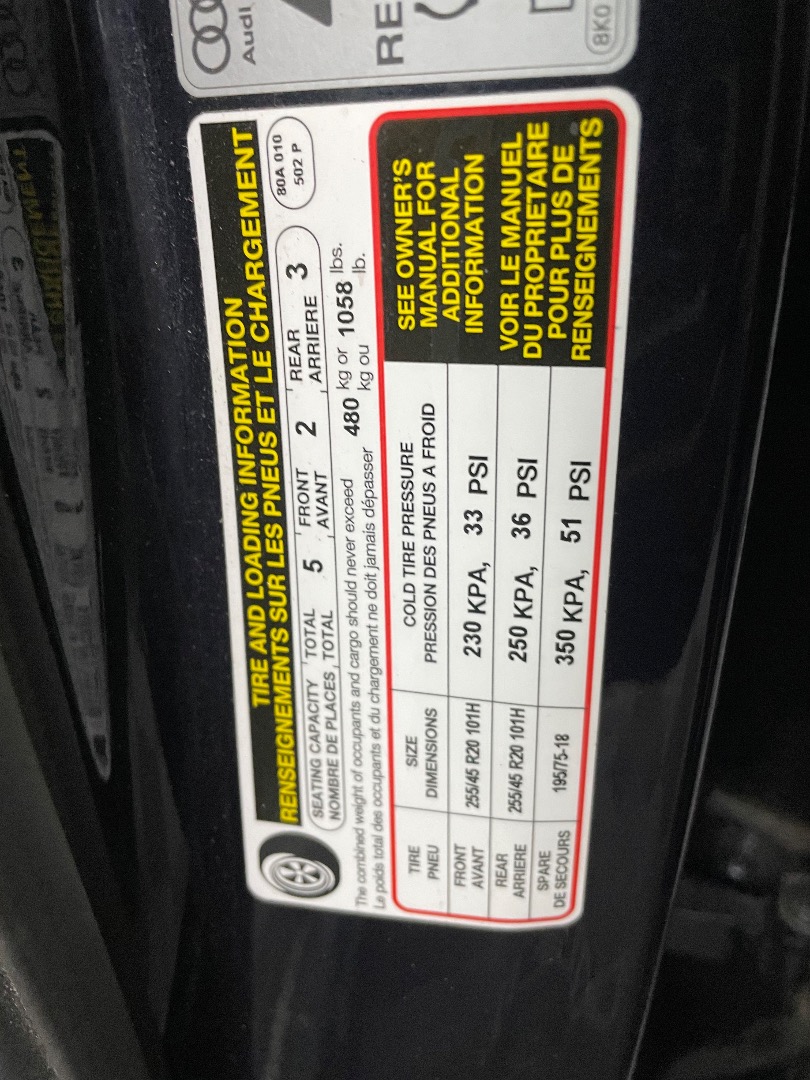 Audi
RE
8K0
TIRE AND LOADING INFORMATION
RENSEIGNEMENTS SUR LES PNEUS ET LE CHARGEMENT
80A 010
502 P
SEATING CAPACITY TOTAL 5 FRONT 2 REAR 3
NOMBRE DE PLACES TOTAL AVANT ARRIERE
The combined weight of occupants and cargo should never exceed 480 kg or 1058 lbs.
Le poids total des occupants et du chargement ne doit jamais dépasser kg ou lb.
TIRE SIZE COLD TIRE PRESSURE
PNEU DIMENSIONS PRESSION DES PNEUS A FROID
FRONT
AVANT
255/45 R20 101H 230 KPA, 33 PSI
REAR
ARRIERE
255/45 R20 101H 250 KPA, 36 PSI
SPARE
DE SECOURS
195/75-18 350 KPA, 51 PSI
SEE OWNER'S
MANUAL FOR
ADDITIONAL
INFORMATION
VOIR LE MANUEL
DU PROPRIETAIRE
POUR PLUS DE
RENSEIGNEMENTS